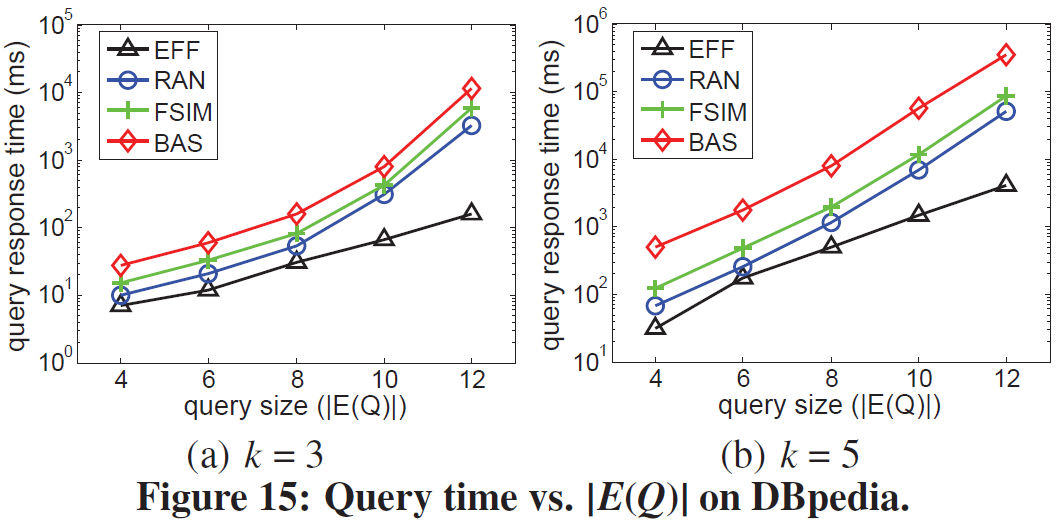 query response time (ms)
10^5
10^4
10^3
10^2
10^1
10^0
EFF
RAN
FSIM
BAS
4 6 8 10 12
query size (|E(Q)|)
(a) k = 3
query response time (ms)
10^6
10^5
10^4
10^3
10^2
10^1
EFF
RAN
FSIM
BAS
4 6 8 10 12
query size (|E(Q)|)
(b) k = 5
Figure 15: Query time vs. |E(Q)| on DBpedia.